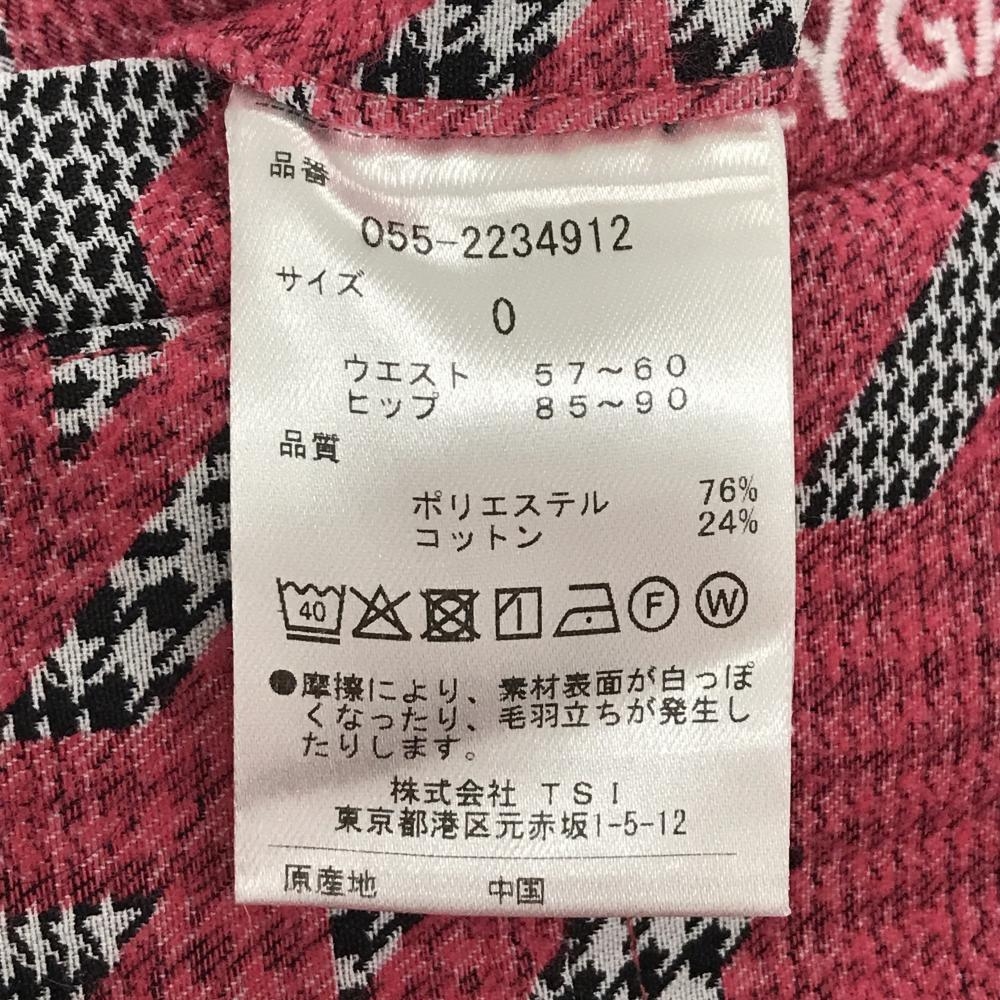 YG
品番
055-2234912
サイズ
0
ウエスト 57～60
ヒップ 85～90
品質
ポリエステル 76%
コットン 24%
40
F
W
●摩擦により、素材表面が白っぽ
くなったり、毛羽立ちが発生し
たりします。
株式会社 TSI
東京都港区元赤坂1-5-12
原産地 中国